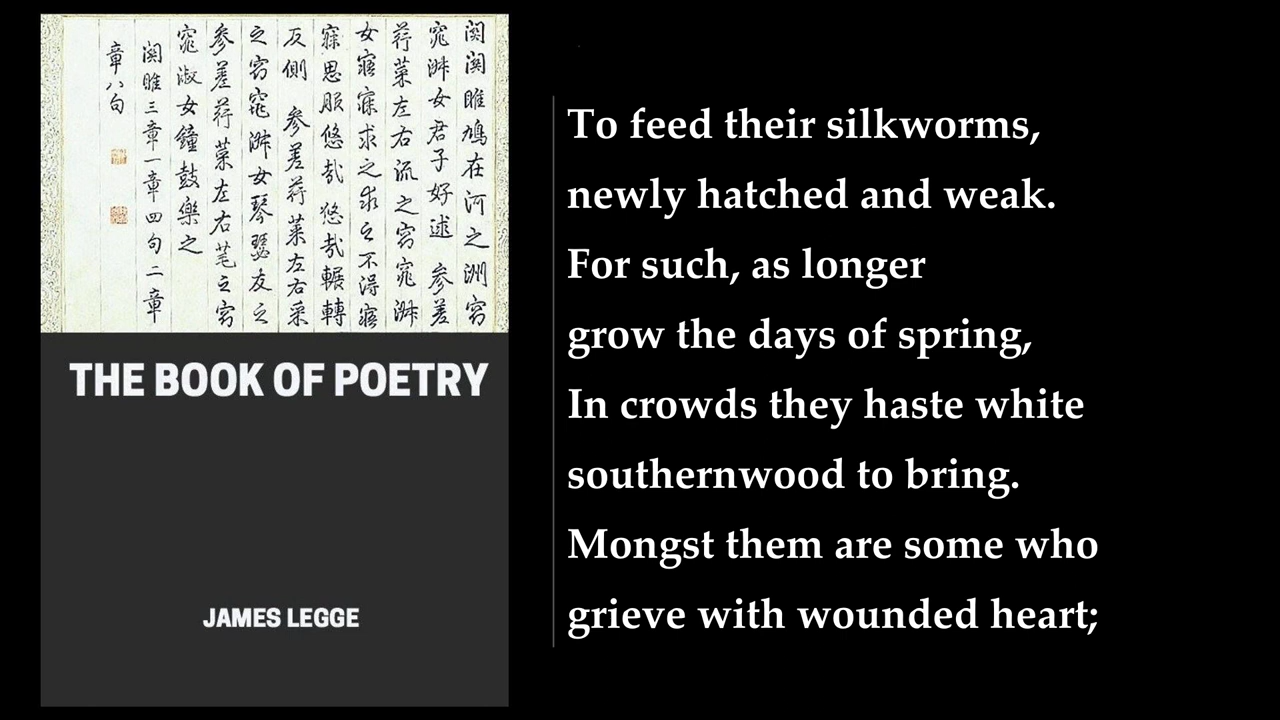 關關雎鳩在河之洲窈
窕淑女君子好逑 參差
荇菜左右流之窈窕淑
女寤寐求之求之不得寤
寐思服悠哉悠哉輾轉
反側 參差荇菜左右采
之窈窕淑女琴瑟友之
參差荇菜左右芼之窈
窕淑女鐘鼓樂之
關雎三章一章四句二章
章八句
THE BOOK OF POETRY
JAMES LEGGE
To feed their silkworms,
newly hatched and weak.
For such, as longer
grow the days of spring,
In crowds they haste white
southernwood to bring.
Mongst them are some who
grieve with wounded heart;